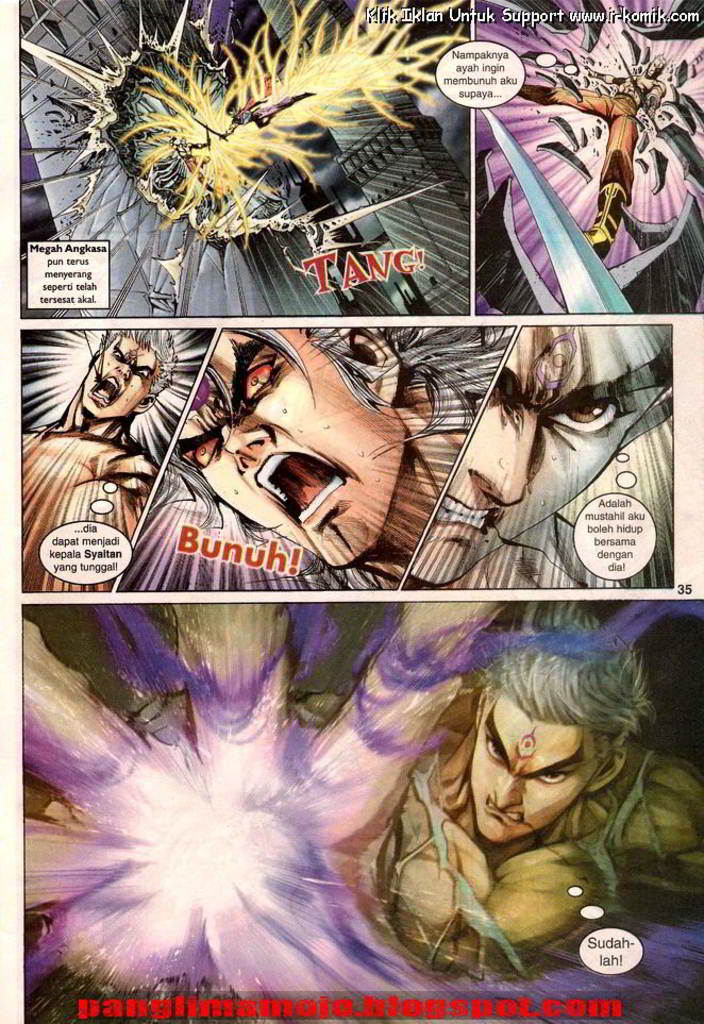 Klik Iklan Untuk Support www.ir-komik.com
Nampaknya
ayah ingin
membunuh aku
supaya...
Megah Angkasa
pun terus
menyerang
seperti telah
tersesat akal.
TANG!
...dia
dapat menjadi
kepala Syaitan
yang tunggal!
Bunuh!
Adalah
mustahil aku
boleh hidup
bersama
dengan
dia!
35
Sudah-
lah!
panglimamoja.blogspot.com